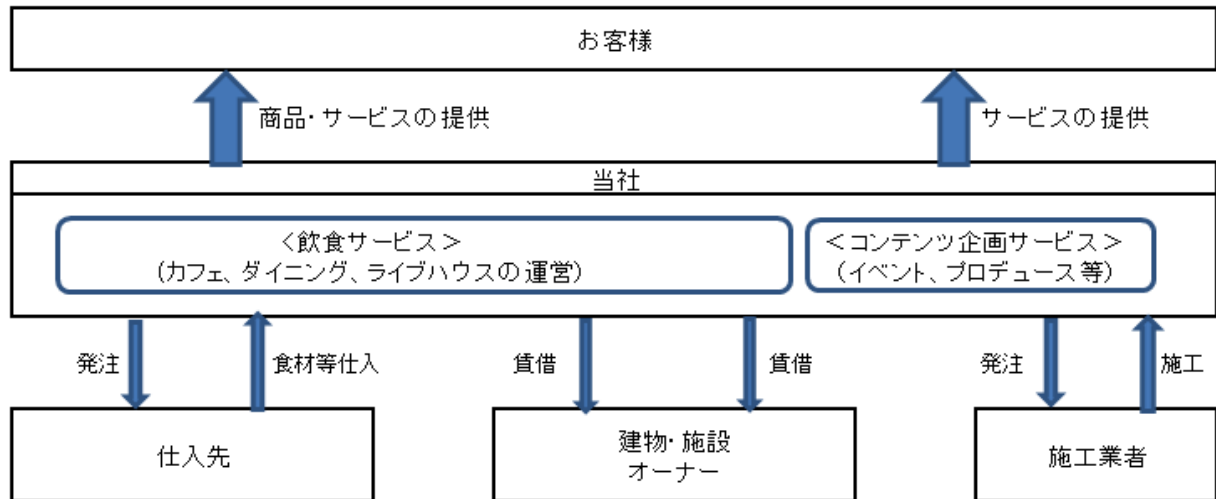 お客様
商品・サービスの提供
サービスの提供
当社
＜飲食サービス＞
（カフェ、ダイニング、ライブハウスの運営）
＜コンテンツ企画サービス＞
（イベント、プロデュース等）
発注
食材等仕入
賃借
賃借
発注
施工
仕入先
建物・施設
オーナー
施工業者